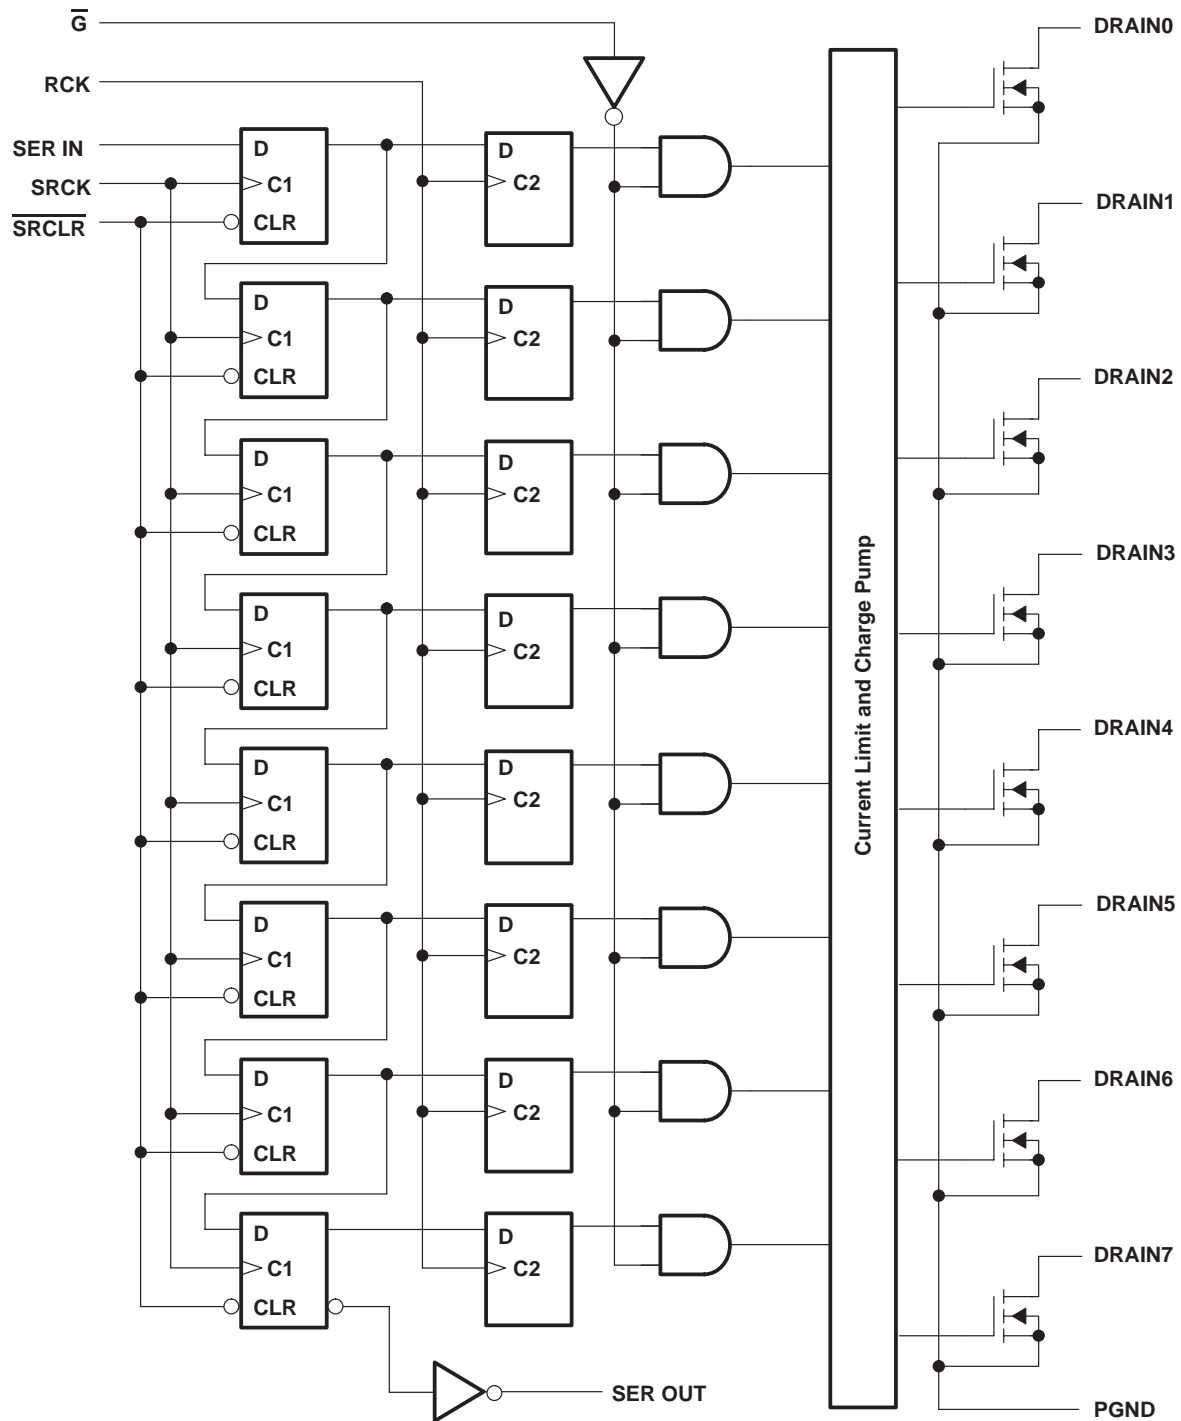 G
DRAIN0
RCK
SER IN
D
D
SRCK
C1
C2
SRCLR
CLR
DRAIN1
D
D
C1
C2
CLR
DRAIN2
D
D
C1
C2
CLR
DRAIN3
D
D
C1
C2
CLR
Current Limit and Charge Pump
DRAIN4
D
D
C1
C2
CLR
DRAIN5
D
D
C1
C2
CLR
DRAIN6
D
D
C1
C2
CLR
DRAIN7
D
D
C1
C2
CLR
SER OUT
PGND